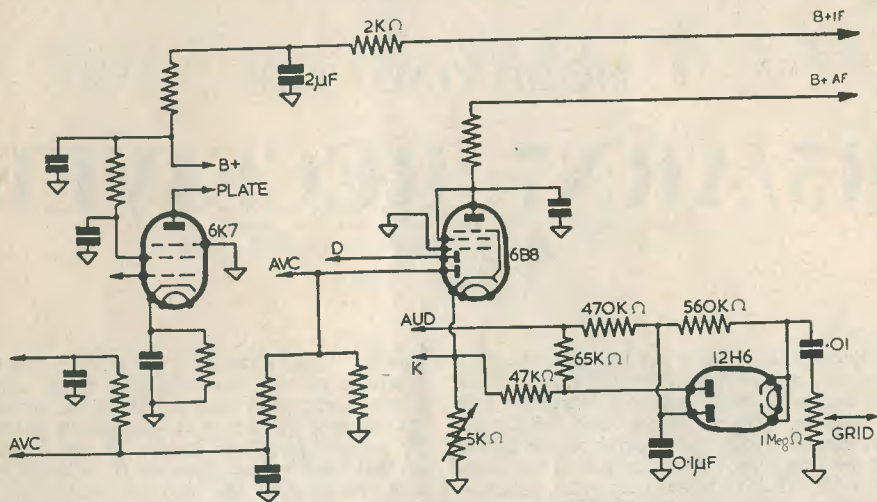 B+IF
2KΩ
2µF
B+ AF
B+
PLATE
6K7
6B8
D
AVC
AUD
470KΩ
560KΩ
65KΩ
12H6
.01
K
47KΩ
5KΩ
1MegΩ
GRID
AVC
0.1µF